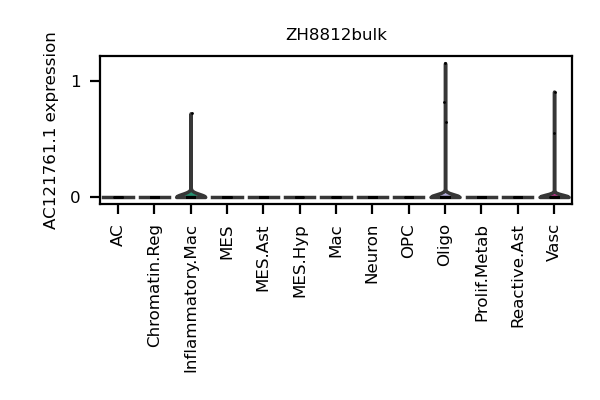 ZH8812bulk
AC121761.1 expression
1
0
AC
Chromatin.Reg
Inflammatory.Mac
MES
MES.Ast
MES.Hyp
Mac
Neuron
OPC
Oligo
Prolif.Metab
Reactive.Ast
Vasc